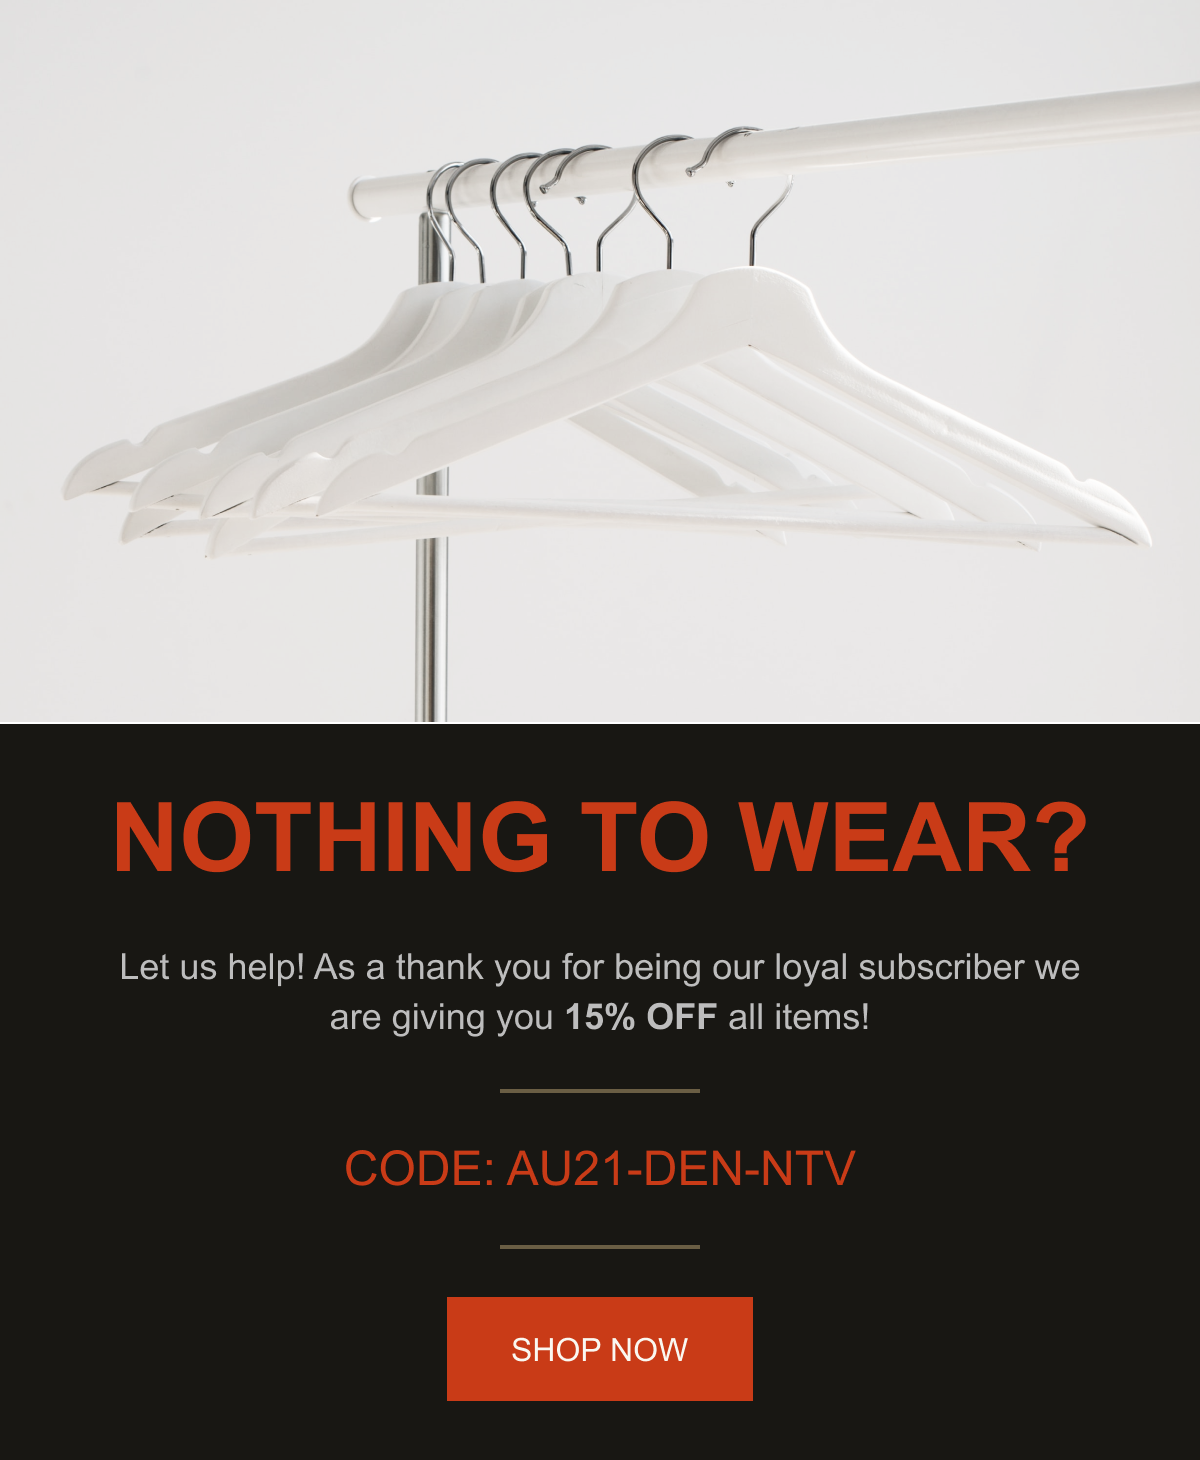 NOTHING TO WEAR?
Let us help! As a thank you for being our loyal subscriber we
are giving you 15% OFF all items!
CODE: AU21-DEN-NTV
SHOP NOW